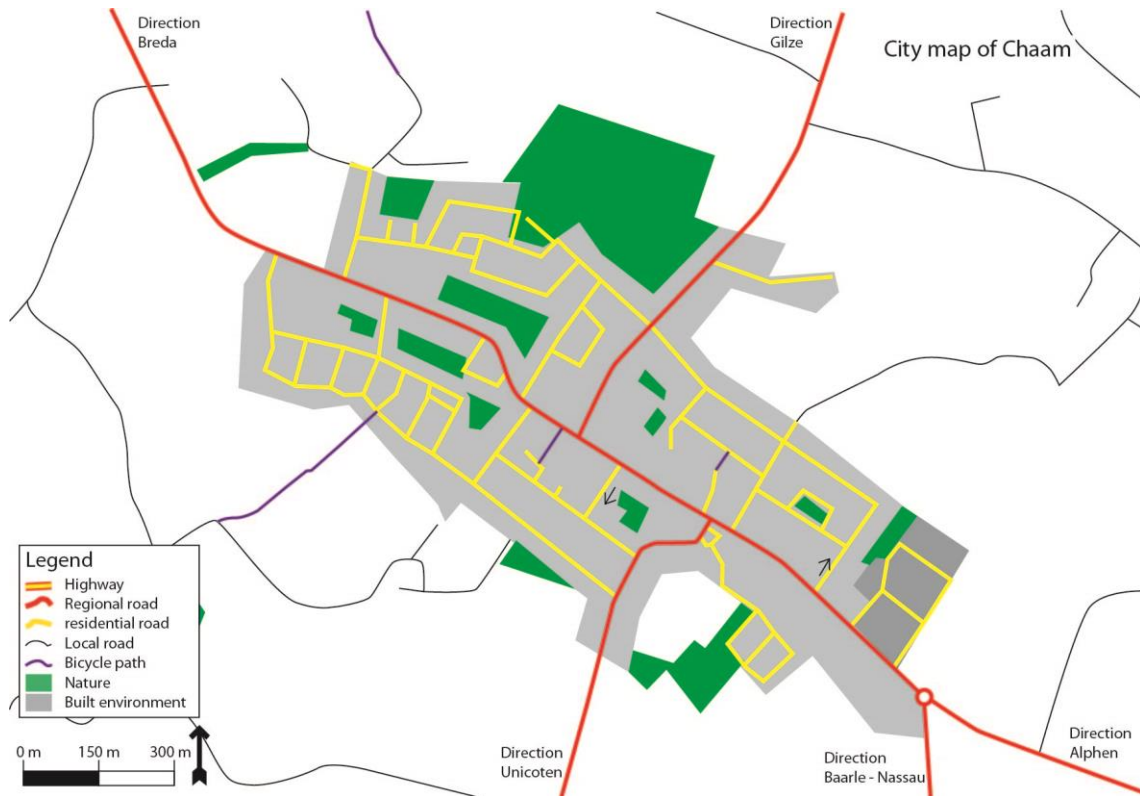 Direction
Breda
Direction
Gilze
City map of Chaam
Legend
Highway
Regional road
residential road
Local road
Bicycle path
Nature
Built environment
0 m 150 m 300 m
Direction
Unicoten
Direction
Baarle - Nassau
Direction
Alphen